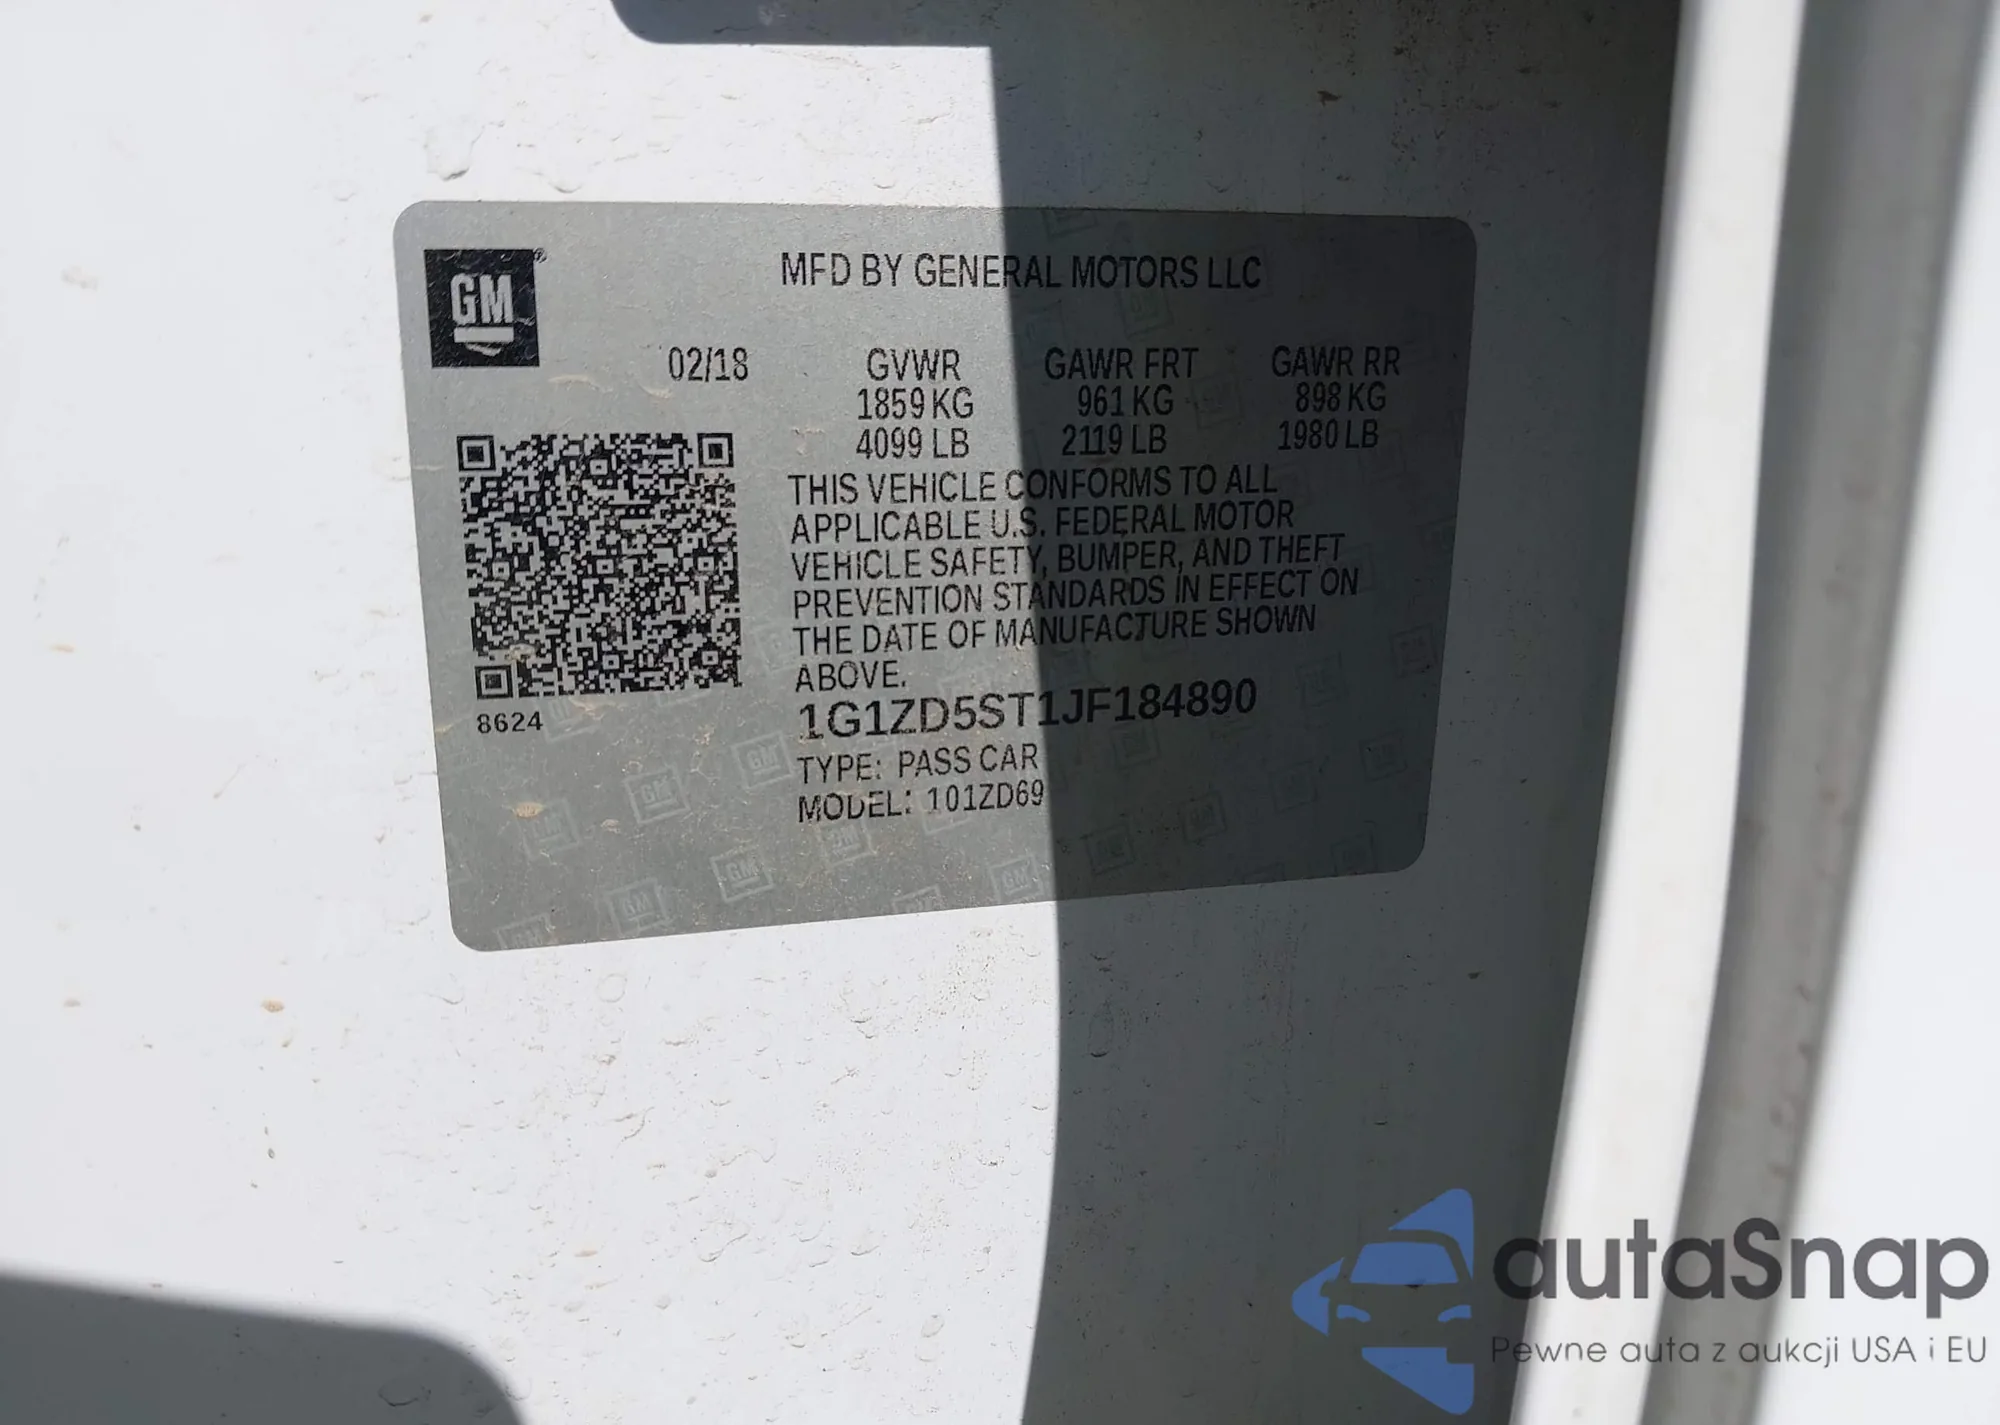 GM®
MFD BY GENERAL MOTORS LLC
02/18 GVWR GAWR FRT GAWR RR
1859 KG 961 KG 898 KG
4099 LB 2119 LB 1980 LB
THIS VEHICLE CONFORMS TO ALL
APPLICABLE U.S. FEDERAL MOTOR
VEHICLE SAFETY, BUMPER, AND THEFT
PREVENTION STANDARDS IN EFFECT ON
THE DATE OF MANUFACTURE SHOWN
ABOVE.
8624
1G1ZD5ST1JF184890
TYPE: PASS CAR
MODEL: 101ZD69
autaSnap
Pewne auta z aukcji USA i EU